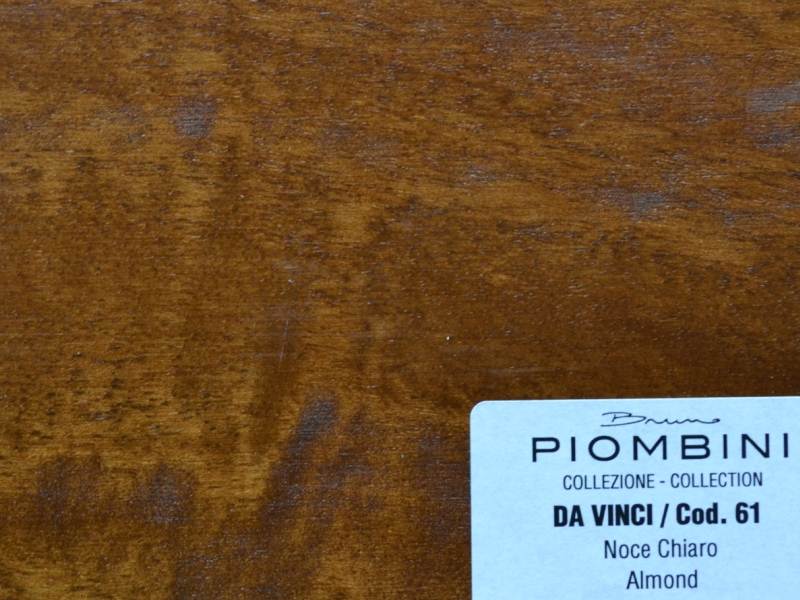 Bruno
PIOMBINI
COLLEZIONE - COLLECTION
DA VINCI / Cod. 61
Noce Chiaro
Almond